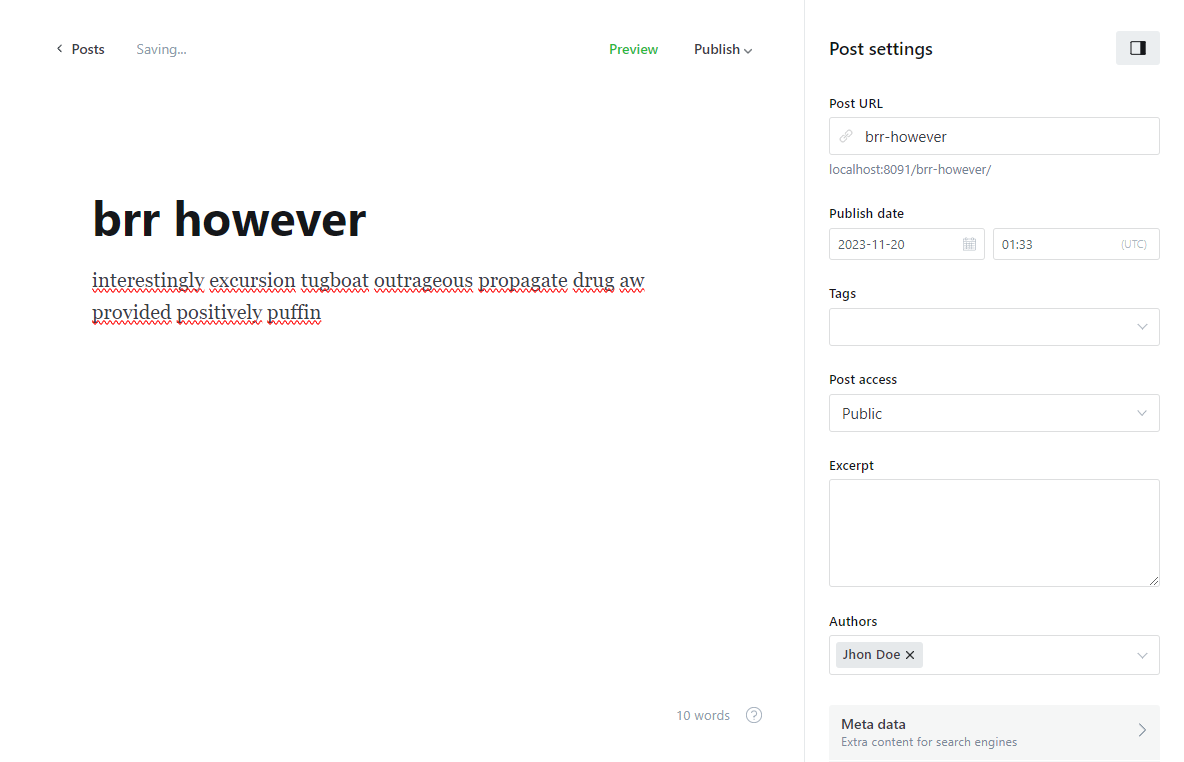 Posts
Saving...
Preview
Publish
brr however
interestingly excursion tugboat outrageous propagate drug aw
provided positively puffin
10 words
?
Post settings
Post URL
brr-however
localhost:8091/brr-however/
Publish date
2023-11-20
01:33
(UTC)
Tags
Post access
Public
Excerpt
Authors
Jhon Doe
Meta data
Extra content for search engines